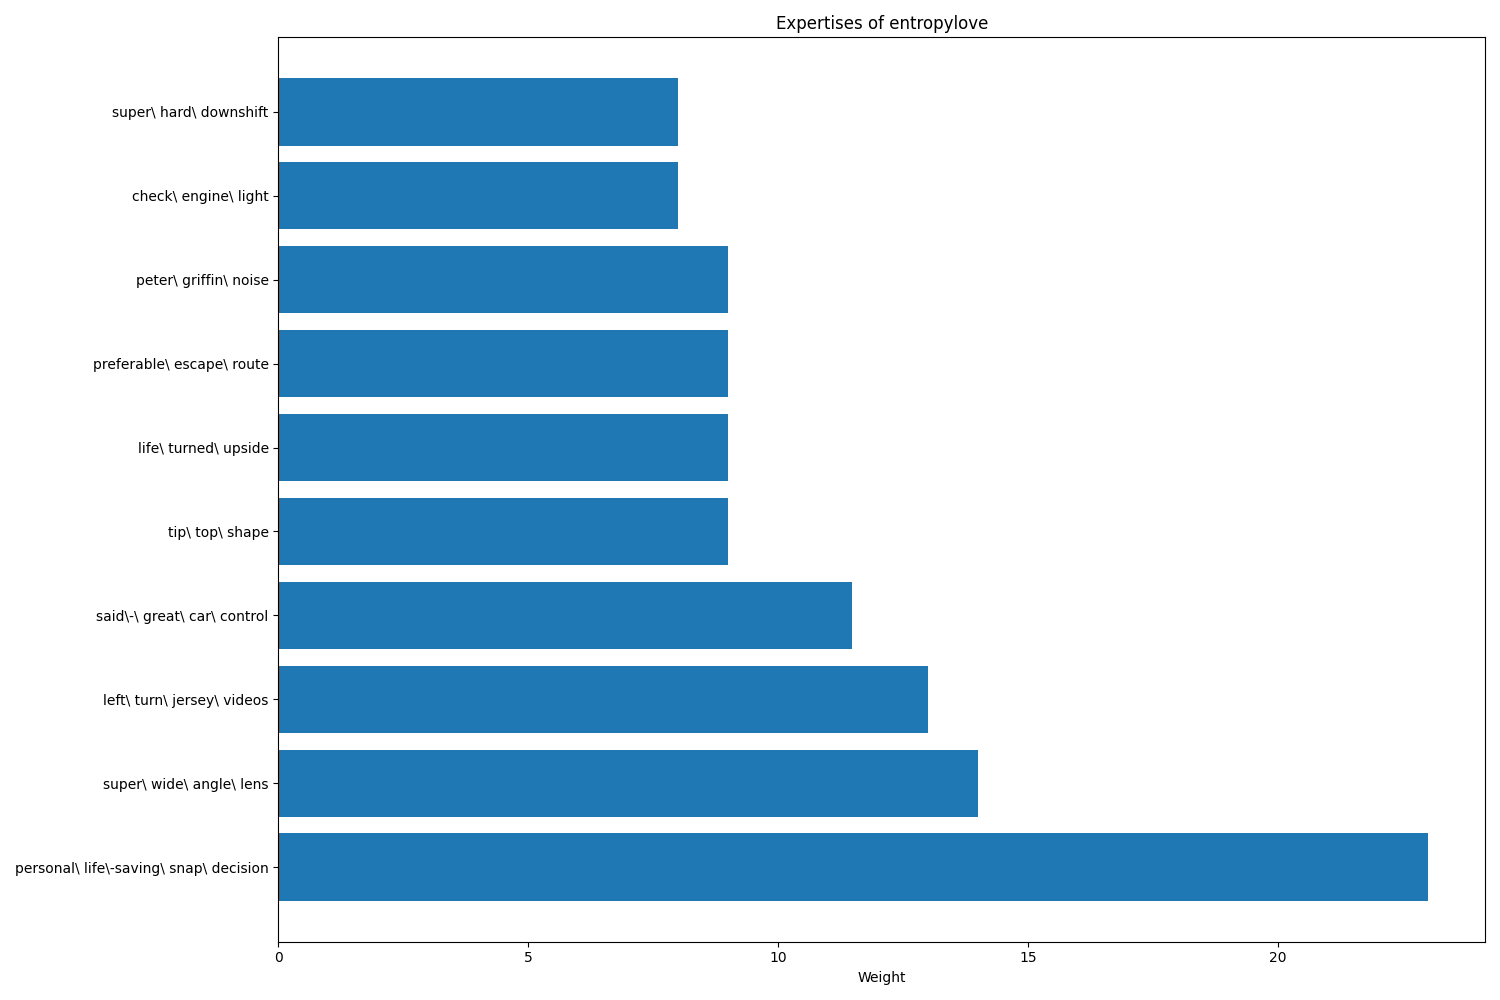 Expertises of entropylove
super\ hard\ downshift
check\ engine\ light
peter\ griffin\ noise
preferable\ escape\ route
life\ turned\ upside
tip\ top\ shape
said\-\ great\ car\ control
left\ turn\ jersey\ videos
super\ wide\ angle\ lens
personal\ life\-saving\ snap\ decision
0 5 10 15 20
Weight